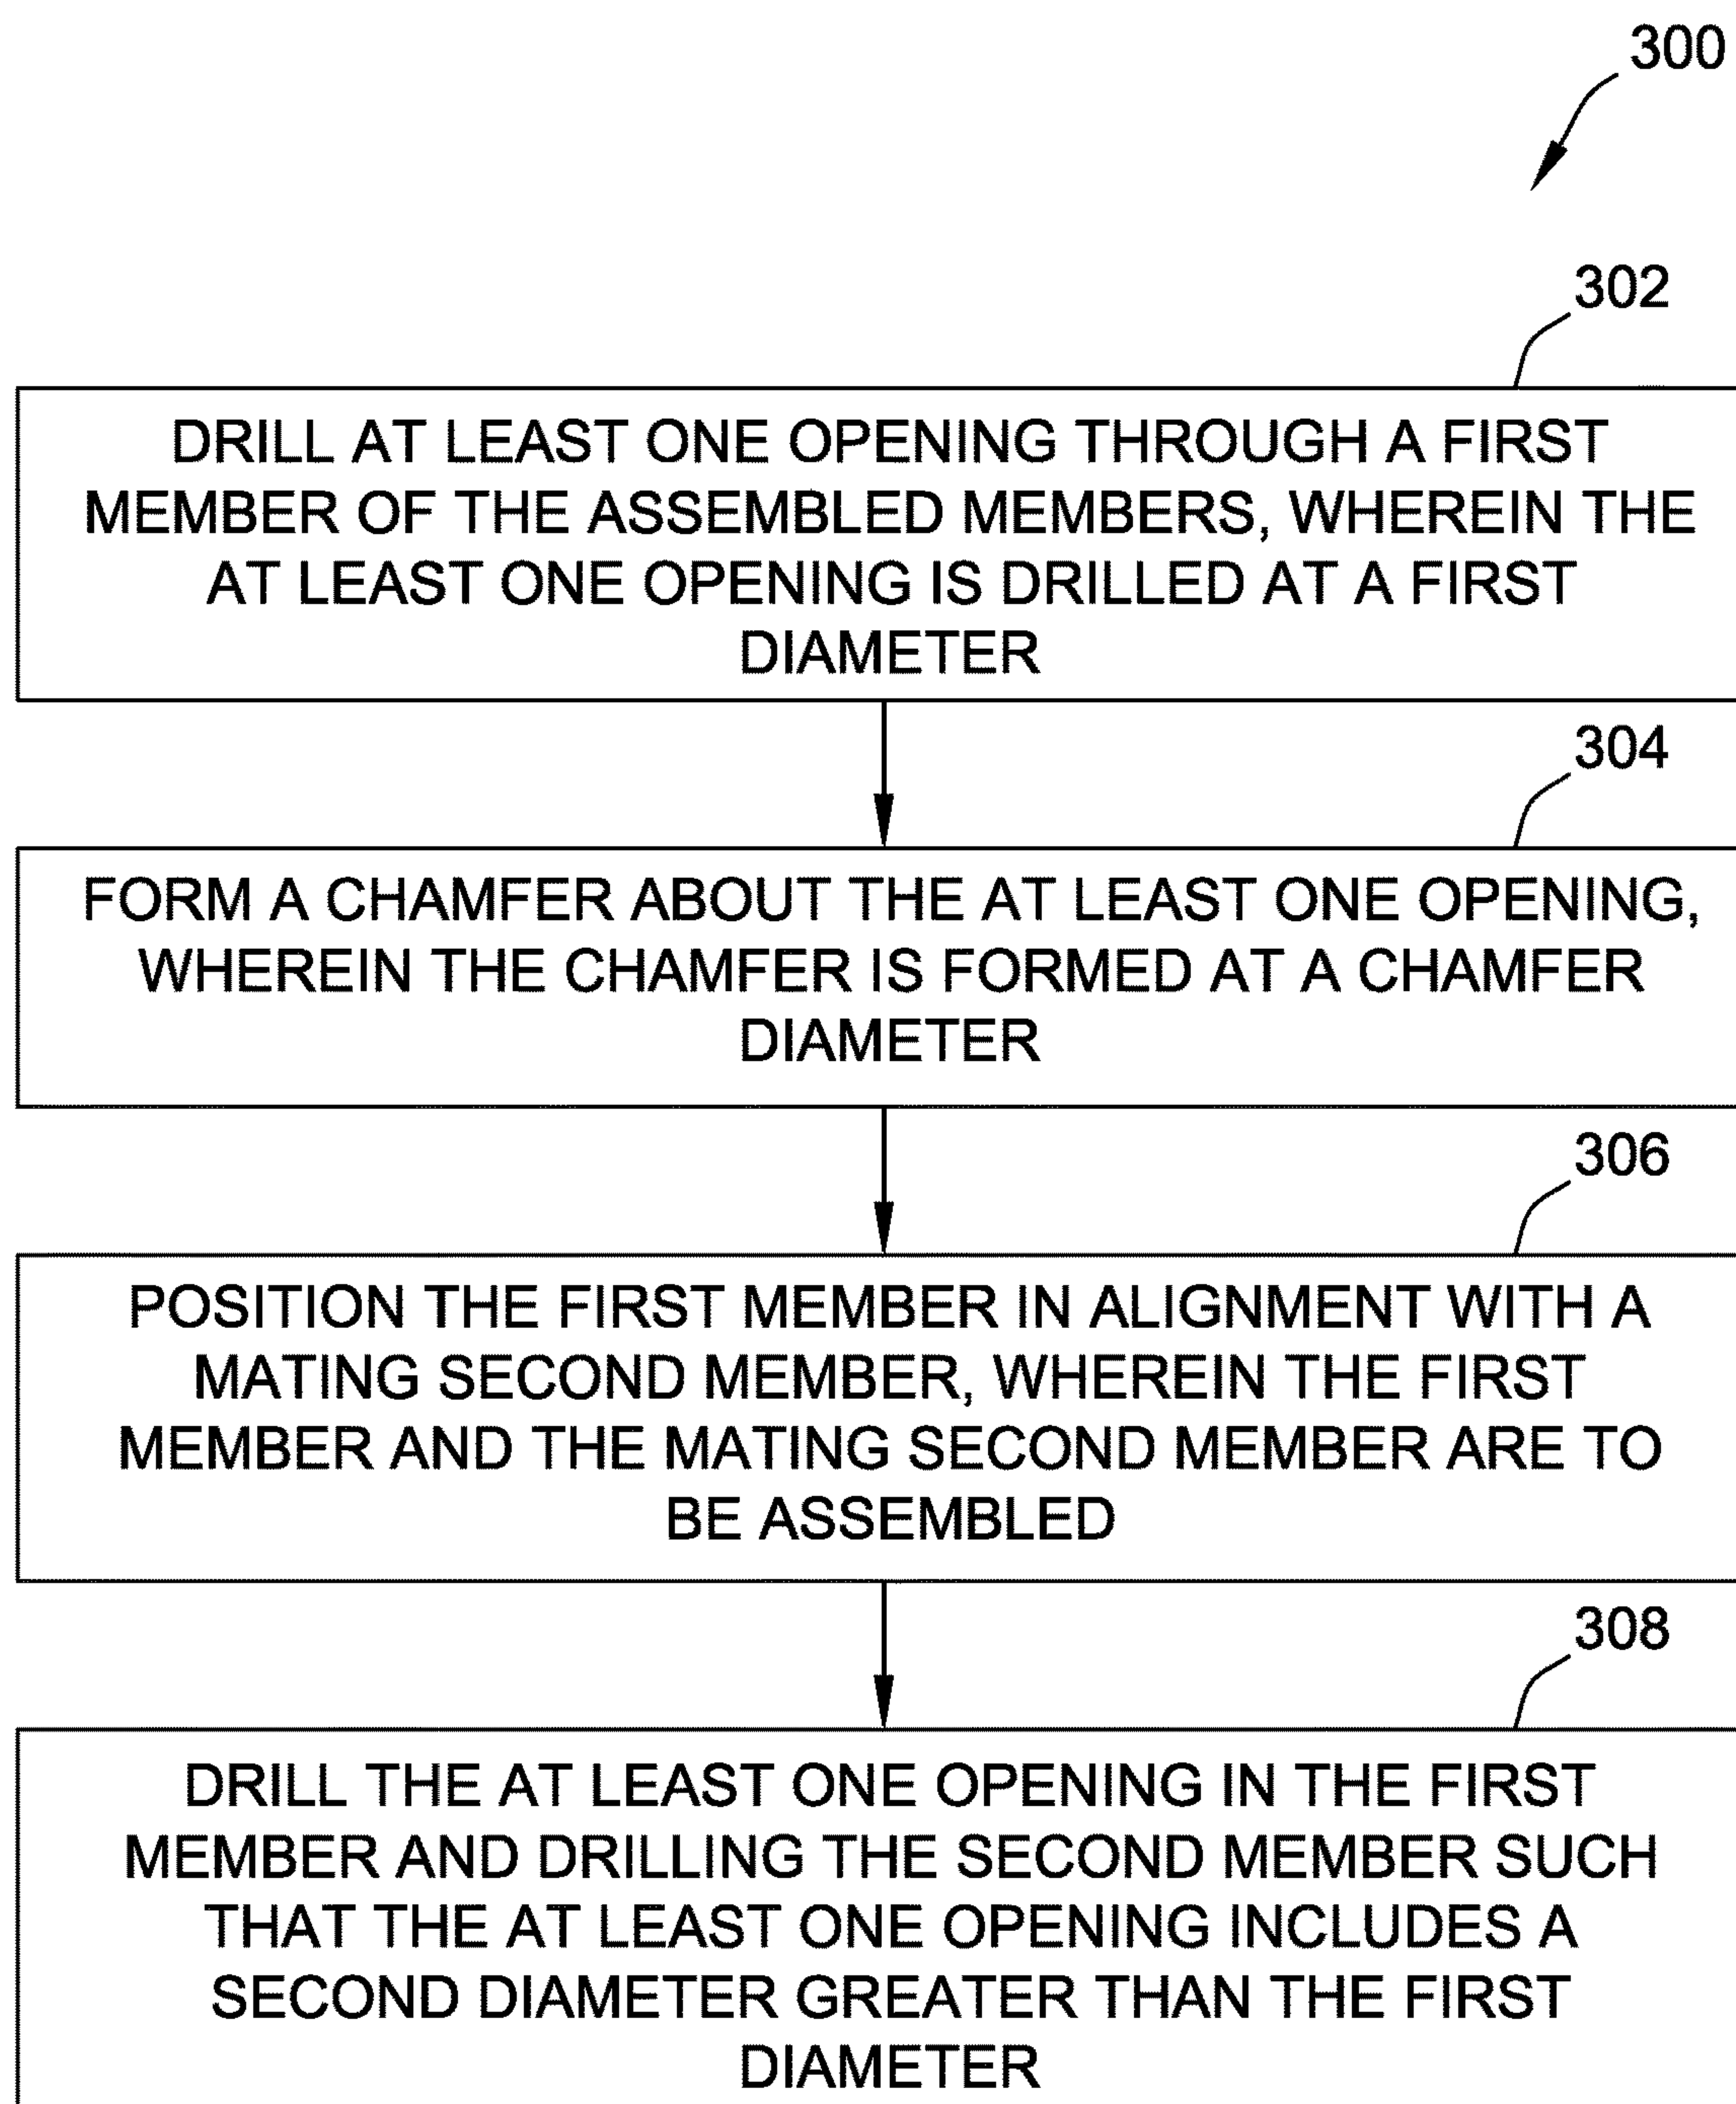 300
302
DRILL AT LEAST ONE OPENING THROUGH A FIRST
MEMBER OF THE ASSEMBLED MEMBERS, WHEREIN THE
AT LEAST ONE OPENING IS DRILLED AT A FIRST
DIAMETER
304
FORM A CHAMFER ABOUT THE AT LEAST ONE OPENING,
WHEREIN THE CHAMFER IS FORMED AT A CHAMFER
DIAMETER
306
POSITION THE FIRST MEMBER IN ALIGNMENT WITH A
MATING SECOND MEMBER, WHEREIN THE FIRST
MEMBER AND THE MATING SECOND MEMBER ARE TO
BE ASSEMBLED
308
DRILL THE AT LEAST ONE OPENING IN THE FIRST
MEMBER AND DRILLING THE SECOND MEMBER SUCH
THAT THE AT LEAST ONE OPENING INCLUDES A
SECOND DIAMETER GREATER THAN THE FIRST
DIAMETER